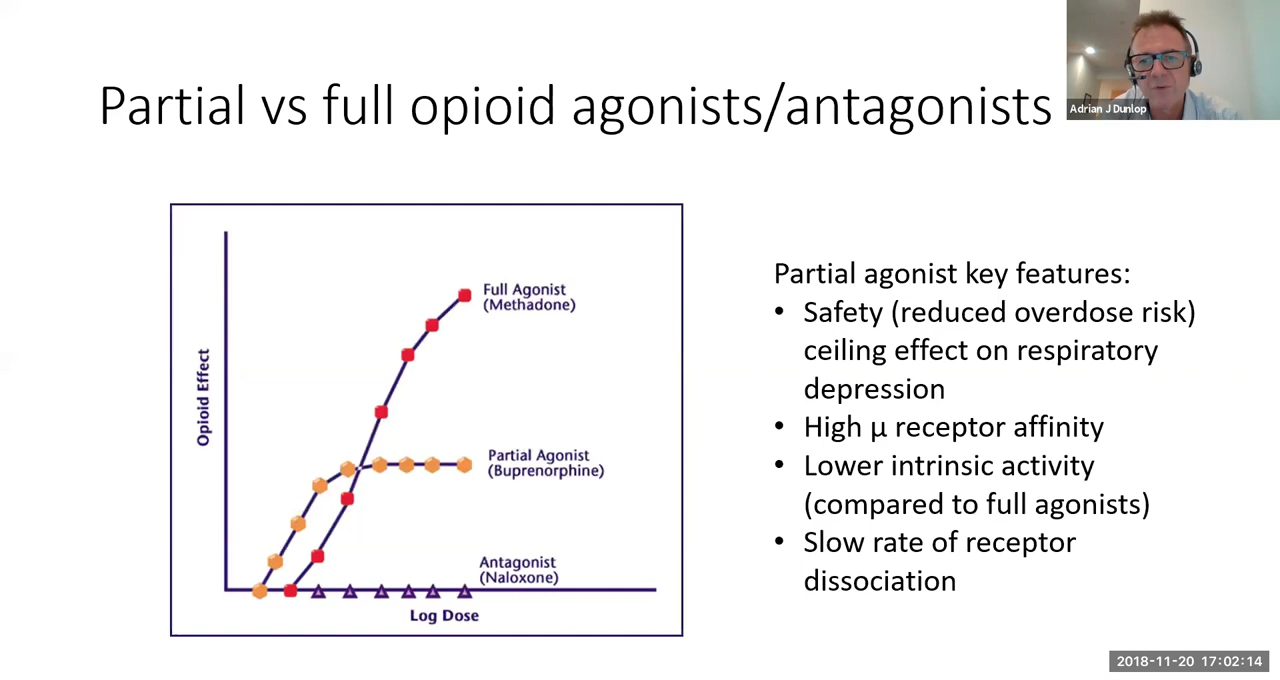 Partial vs full opioid agonists/antagonists
Adrian J Dunlop
Opioid Effect
Full Agonist
(Methadone)
Partial Agonist
(Buprenorphine)
Antagonist
(Naloxone)
Log Dose
Partial agonist key features:
• Safety (reduced overdose risk)
ceiling effect on respiratory
depression
• High µ receptor affinity
• Lower intrinsic activity
(compared to full agonists)
• Slow rate of receptor
dissociation
2018-11-20 17:02:14